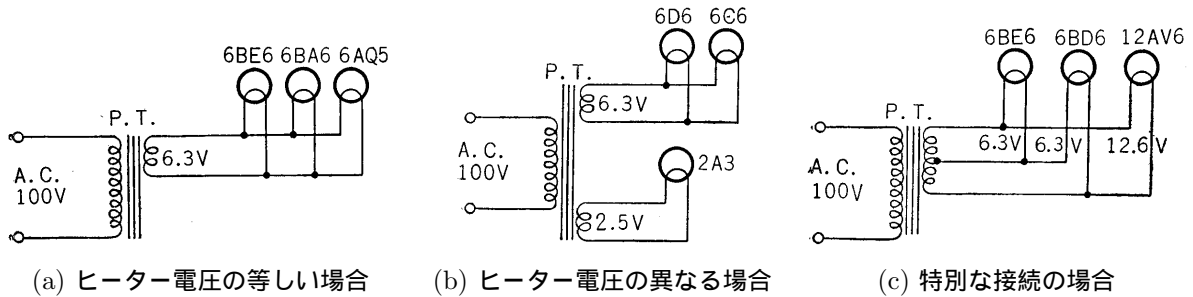 6BE6 6BA6 6AQ5
P.T.
6.3V
A.C.
100V
(a) ヒーター電圧の等しい場合
6D6 6C6
P.T.
6.3V
A.C.
100V
2A3
2.5V
(b) ヒーター電圧の異なる場合
6BE6 6BD6 12AV6
P.T.
6.3V 6.3V 12.6V
A.C.
100V
(c) 特別な接続の場合